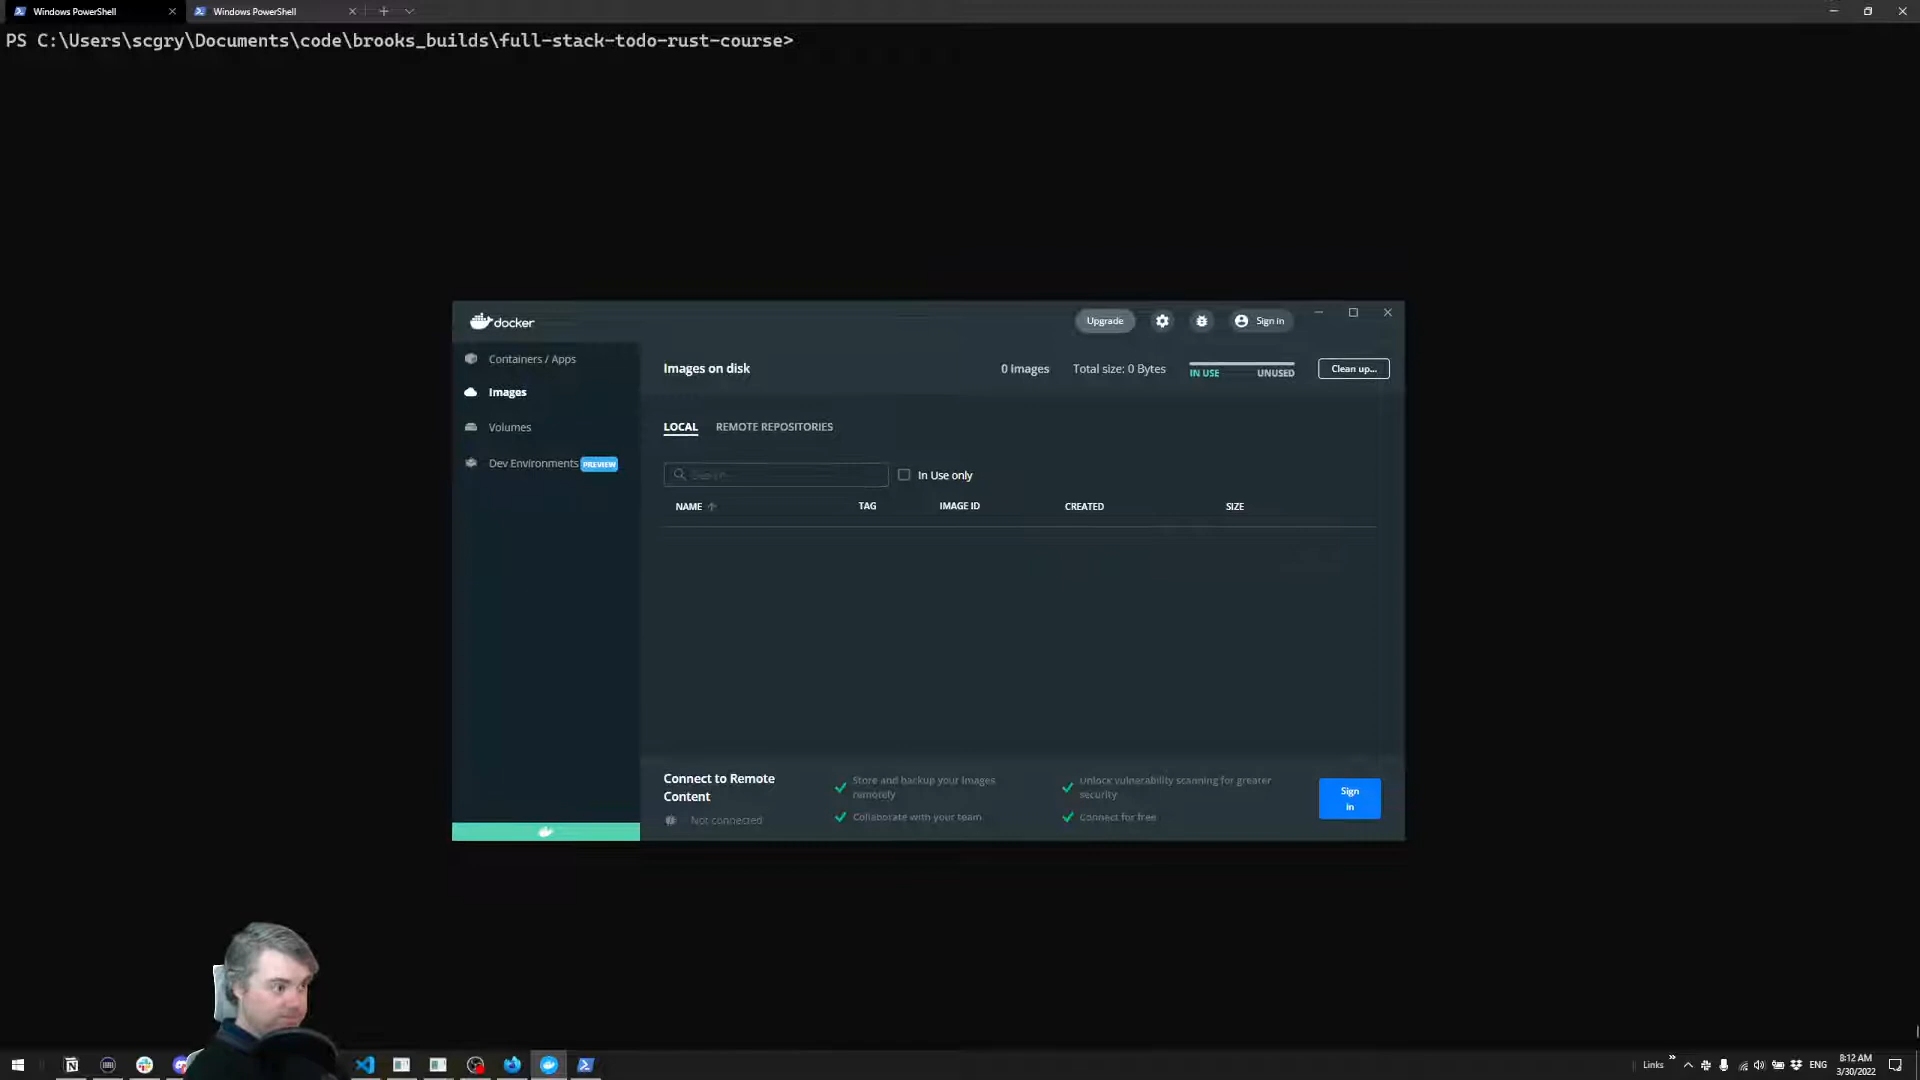 Windows PowerShell
Windows PowerShell
PS C:\Users\scgry\Documents\code\brooks_builds\full-stack-todo-rust-course>
docker
Upgrade
Sign in
Containers / Apps
Images
Volumes
Dev Environments PREVIEW
Images on disk
0 Images
Total size: 0 Bytes
IN USE
UNUSED
Clean up...
LOCAL
REMOTE REPOSITORIES
Search...
In Use only
NAME
TAG
IMAGE ID
CREATED
SIZE
Connect to Remote
Content
Not connected
Store and backup your images
remotely
Collaborate with your team
Unlock vulnerability scanning for greater
security
Connect for free
Sign
in
Links
ENG
8:12 AM
3/30/2022